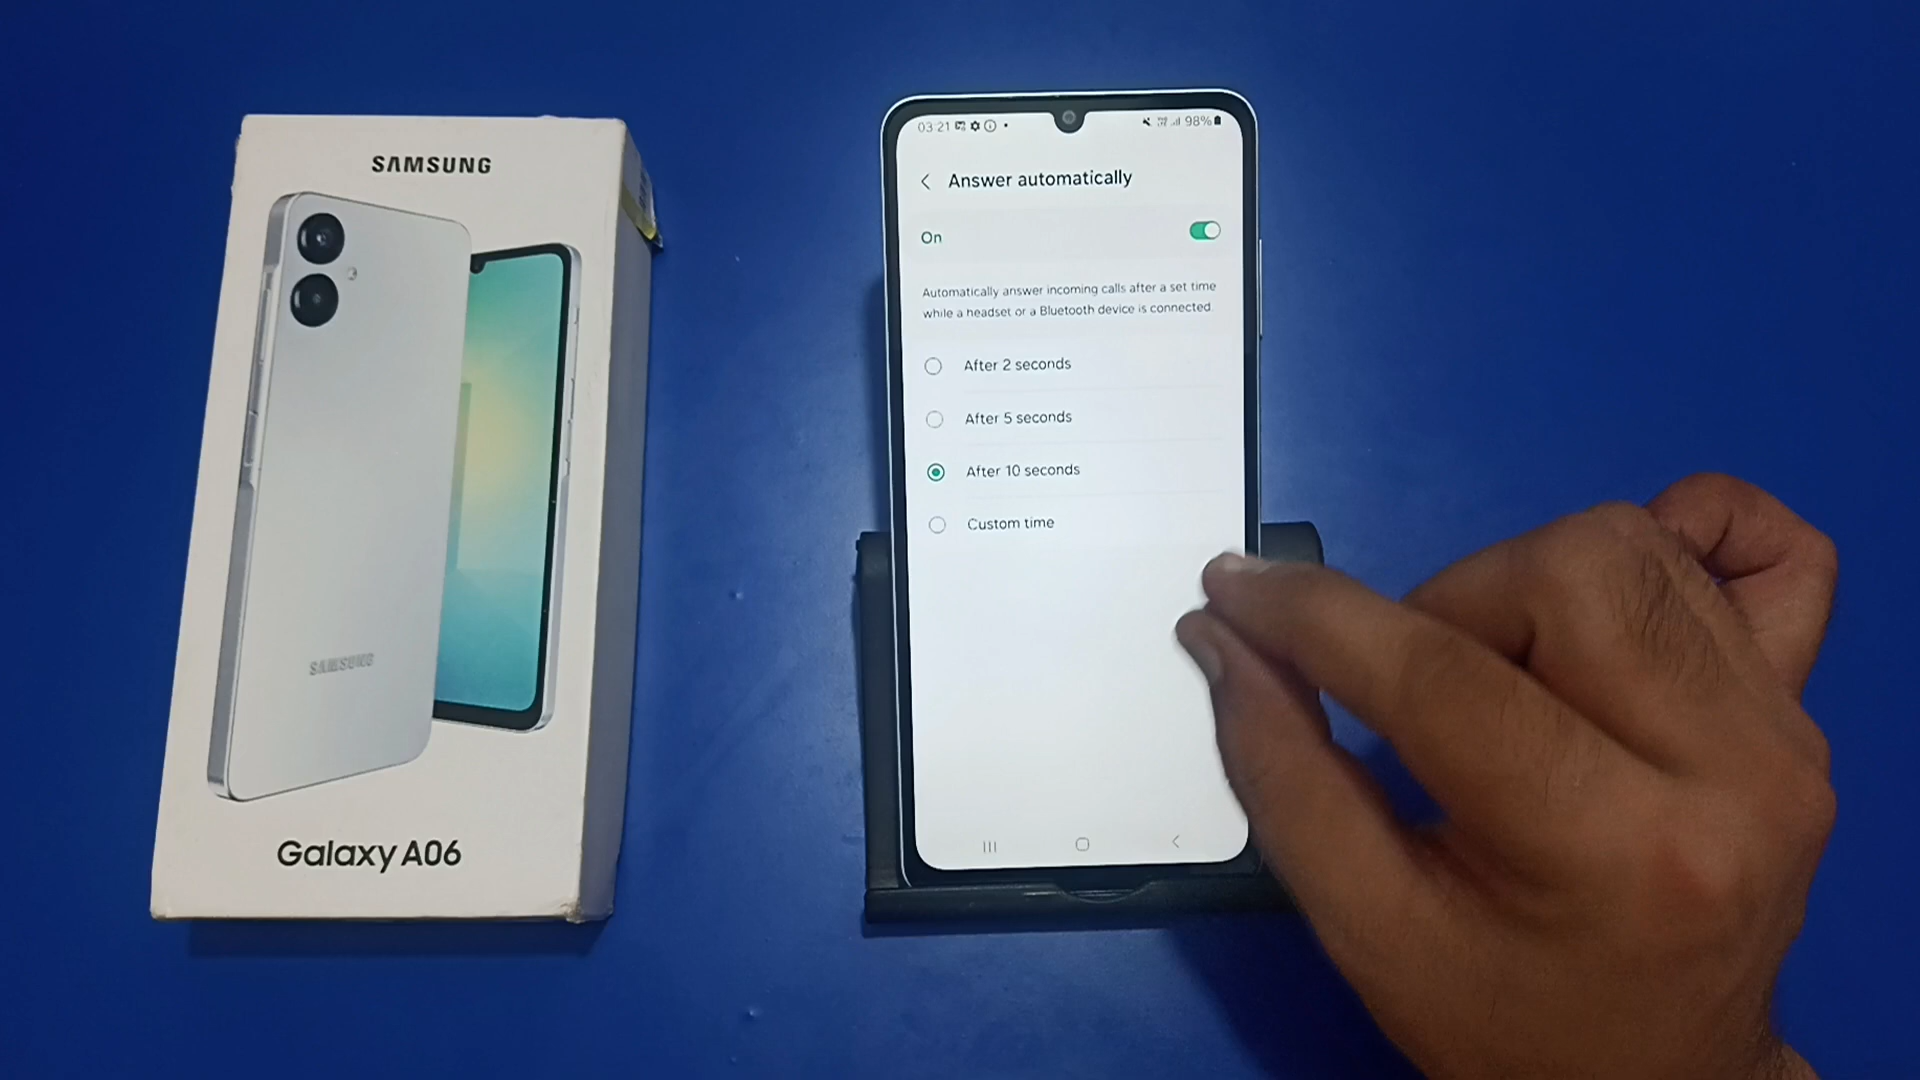 SAMSUNG
SAMSUNG
Galaxy A06
03:21
98%
Answer automatically
On
Automatically answer incoming calls after a set time
while a headset or a Bluetooth device is connected.
After 2 seconds
After 5 seconds
After 10 seconds
Custom time